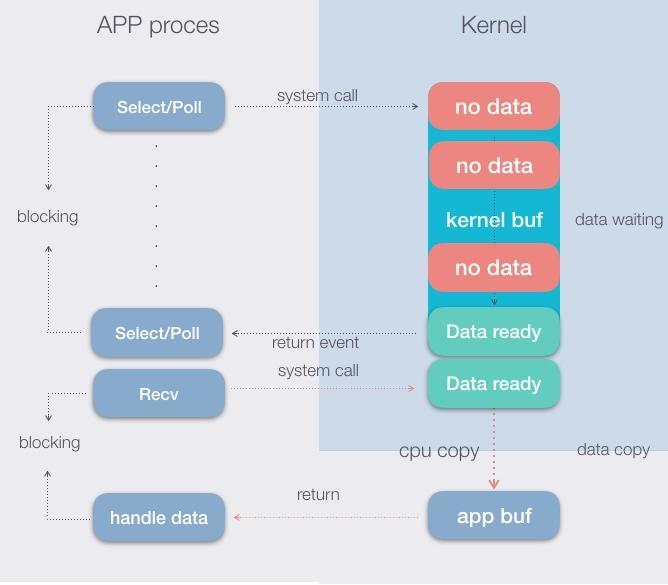 APP proces
Kernel
Select/Poll
system call
no data
no data
blocking
kernel buf
data waiting
no data
Select/Poll
return event
Data ready
system call
Data ready
Recv
blocking
cpu copy
data copy
return
handle data
app buf